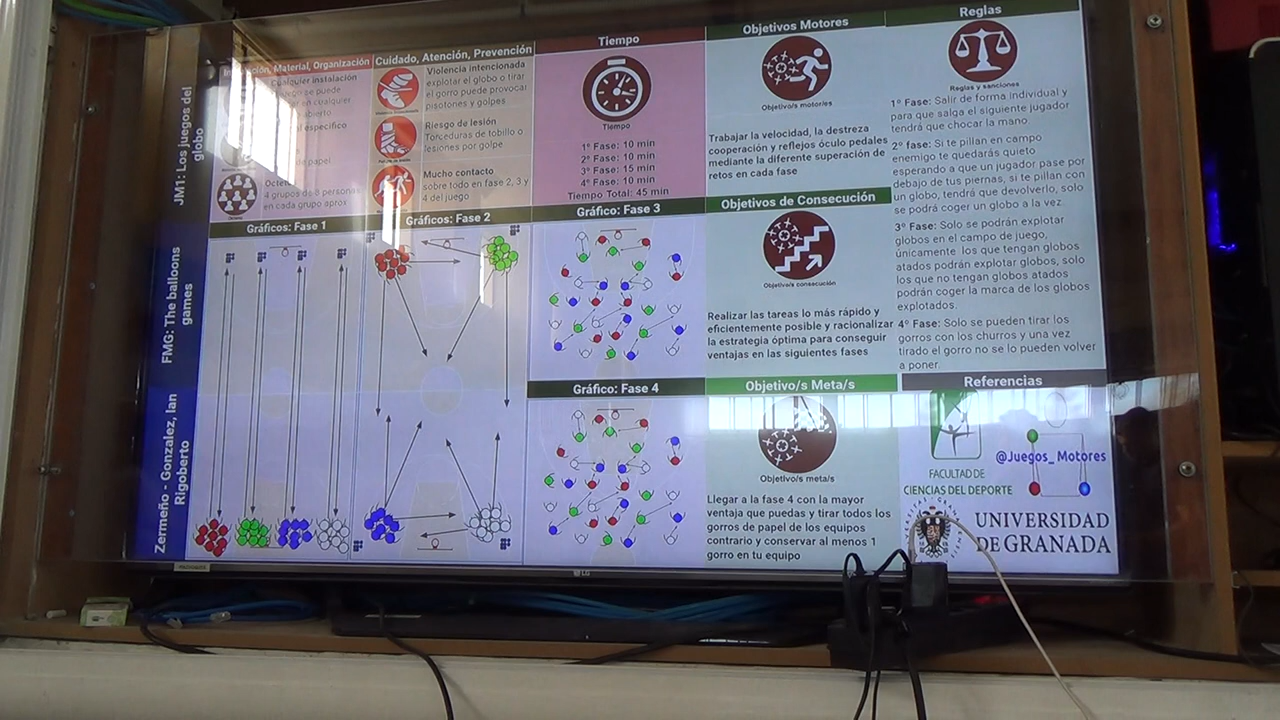 JM1: Los juegos del
globo
FMG: The balloons
games
Zermeño - Gonzalez, Ian
Rigoberto
Material, Organización
Cualquier instalación
se puede
en cualquier
abierto
específico
de papel
4 grupos de 8 personas
en cada grupo aprox
Cuidado, Atención, Prevención
Violencia intencionada
explotar el globo o tirar
el gorro puede provocar
pisotones y golpes
Riesgo de lesión
Torceduras de tobillo o
lesiones por golpe
Mucho contacto
sobre todo en fase 2, 3 y
4 del juego
Tiempo
Tiempo
1º Fase: 10 min
2º Fase: 10 min
3º Fase: 15 min
4º Fase: 10 min
Tiempo Total: 45 min
Objetivos Motores
Objetivo/s motor/es
Trabajar la velocidad, la destreza
cooperación y reflejos óculo pedales
mediante la diferente superación de
retos en cada fase
Objetivos de Consecución
Objetivo/s consecución
Realizar las tareas lo más rápido y
eficientemente posible y racionalizar
la estrategia óptima para conseguir
ventajas en las siguientes fases
Objetivo/s Meta/s
Objetivo/s meta/s
Llegar a la fase 4 con la mayor
ventaja que puedas y tirar todos los
gorros de papel de los equipos
contrario y conservar al menos 1
gorro en tu equipo
Reglas
Reglas y sanciones
1º Fase: Salir de forma individual y
para que salga el siguiente jugador
tendrá que chocar la mano.
2º fase: Si te pillan en campo
enemigo te quedarás quieto
esperando a que un jugador pase por
debajo de tus piernas, si te pillan con
un globo, tendrá que devolverlo, solo
se podrá coger un globo a la vez.
3º Fase: Solo se podrán explotar
globos en el campo de juego,
únicamente los que tengan globos
atados podrán explotar globos, solo
los que no tengan globos atados
podrán coger la marca de los globos
explotados.
4º Fase: Solo se pueden tirar los
gorros con los churros y una vez
tirado el gorro no se lo pueden volver
a poner.
Gráficos: Fase 1
Gráficos: Fase 2
Gráfico: Fase 3
Gráfico: Fase 4
Referencias
@Juegos_Motores
FACULTAD DE
CIENCIAS DEL DEPORTE
UNIVERSIDAD
DE GRANADA
LG